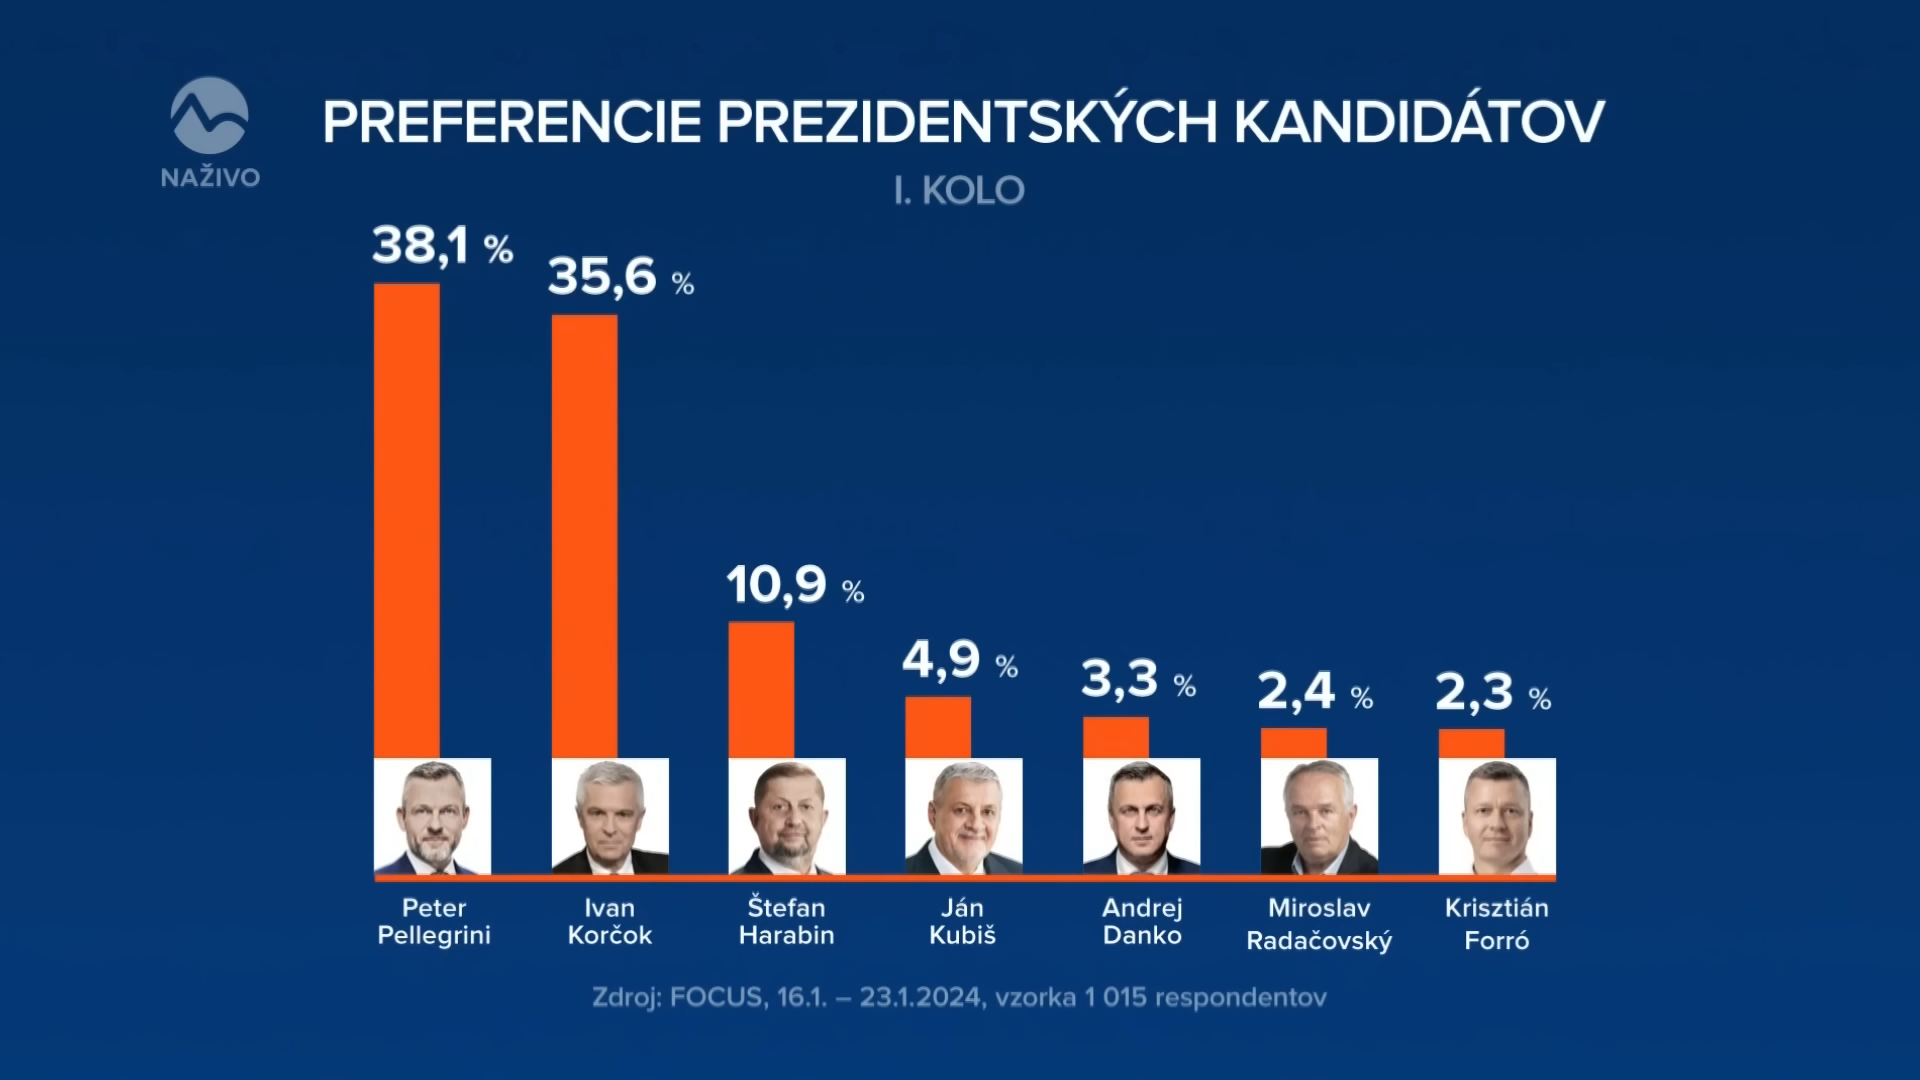 NAŽIVO
PREFERENCIE PREZIDENTSKÝCH KANDIDÁTOV
I. KOLO
38,1 %
35,6 %
10,9 %
4,9 %
3,3 %
2,4 %
2,3 %
Peter
Pellegrini
Ivan
Korčok
Štefan
Harabin
Ján
Kubiš
Andrej
Danko
Miroslav
Radačovský
Krisztián
Forró
Zdroj: FOCUS, 16.1. – 23.1.2024, vzorka 1 015 respondentov